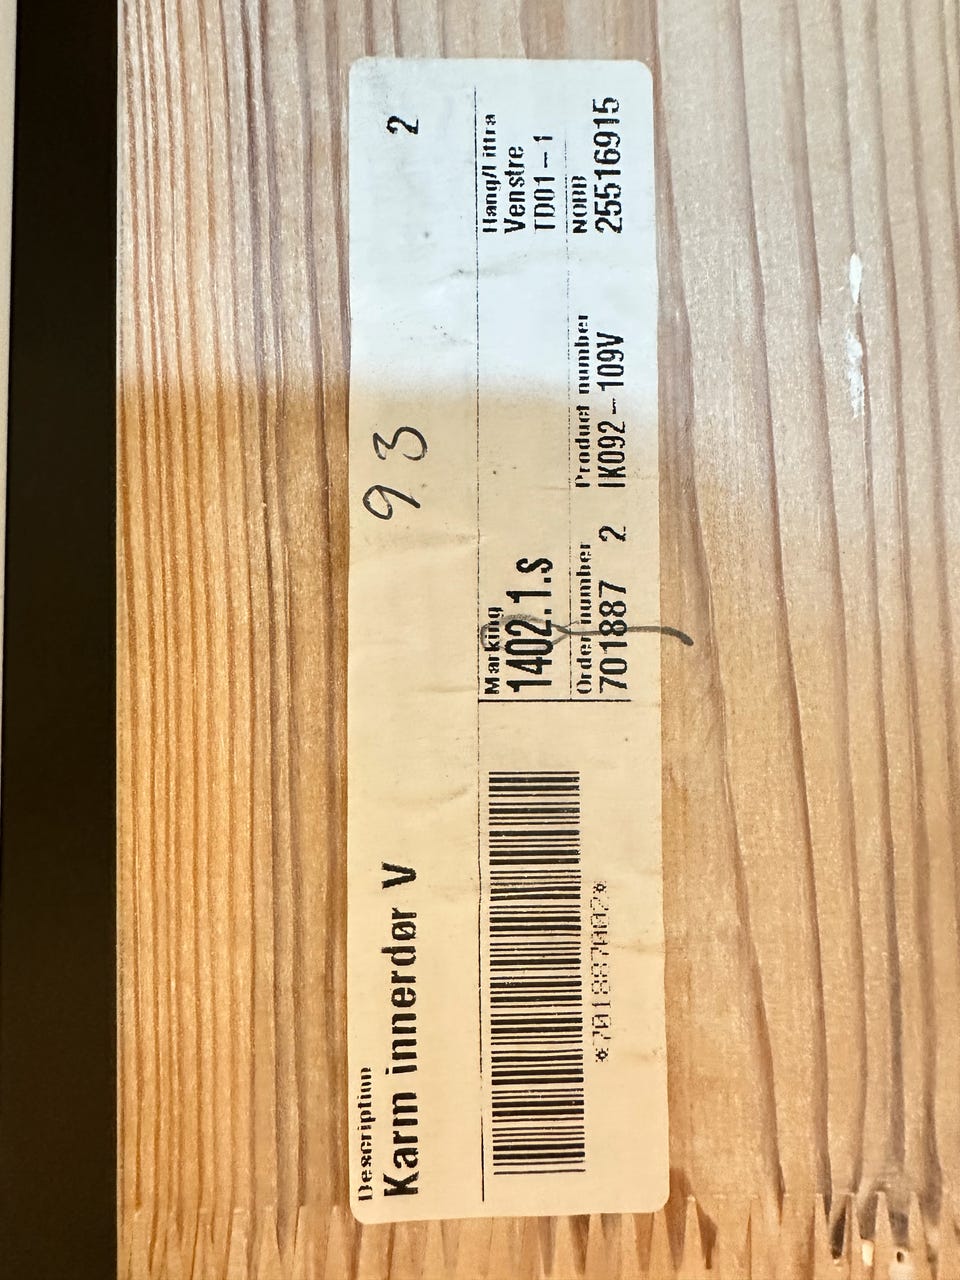 Description
Karm innerdør V 93 2
Marking Hang/Littra
1402.1.s Venstre
TD01-1
Order number Product number NOBB
701887 2 IK092-109V 25516915
*701887002*